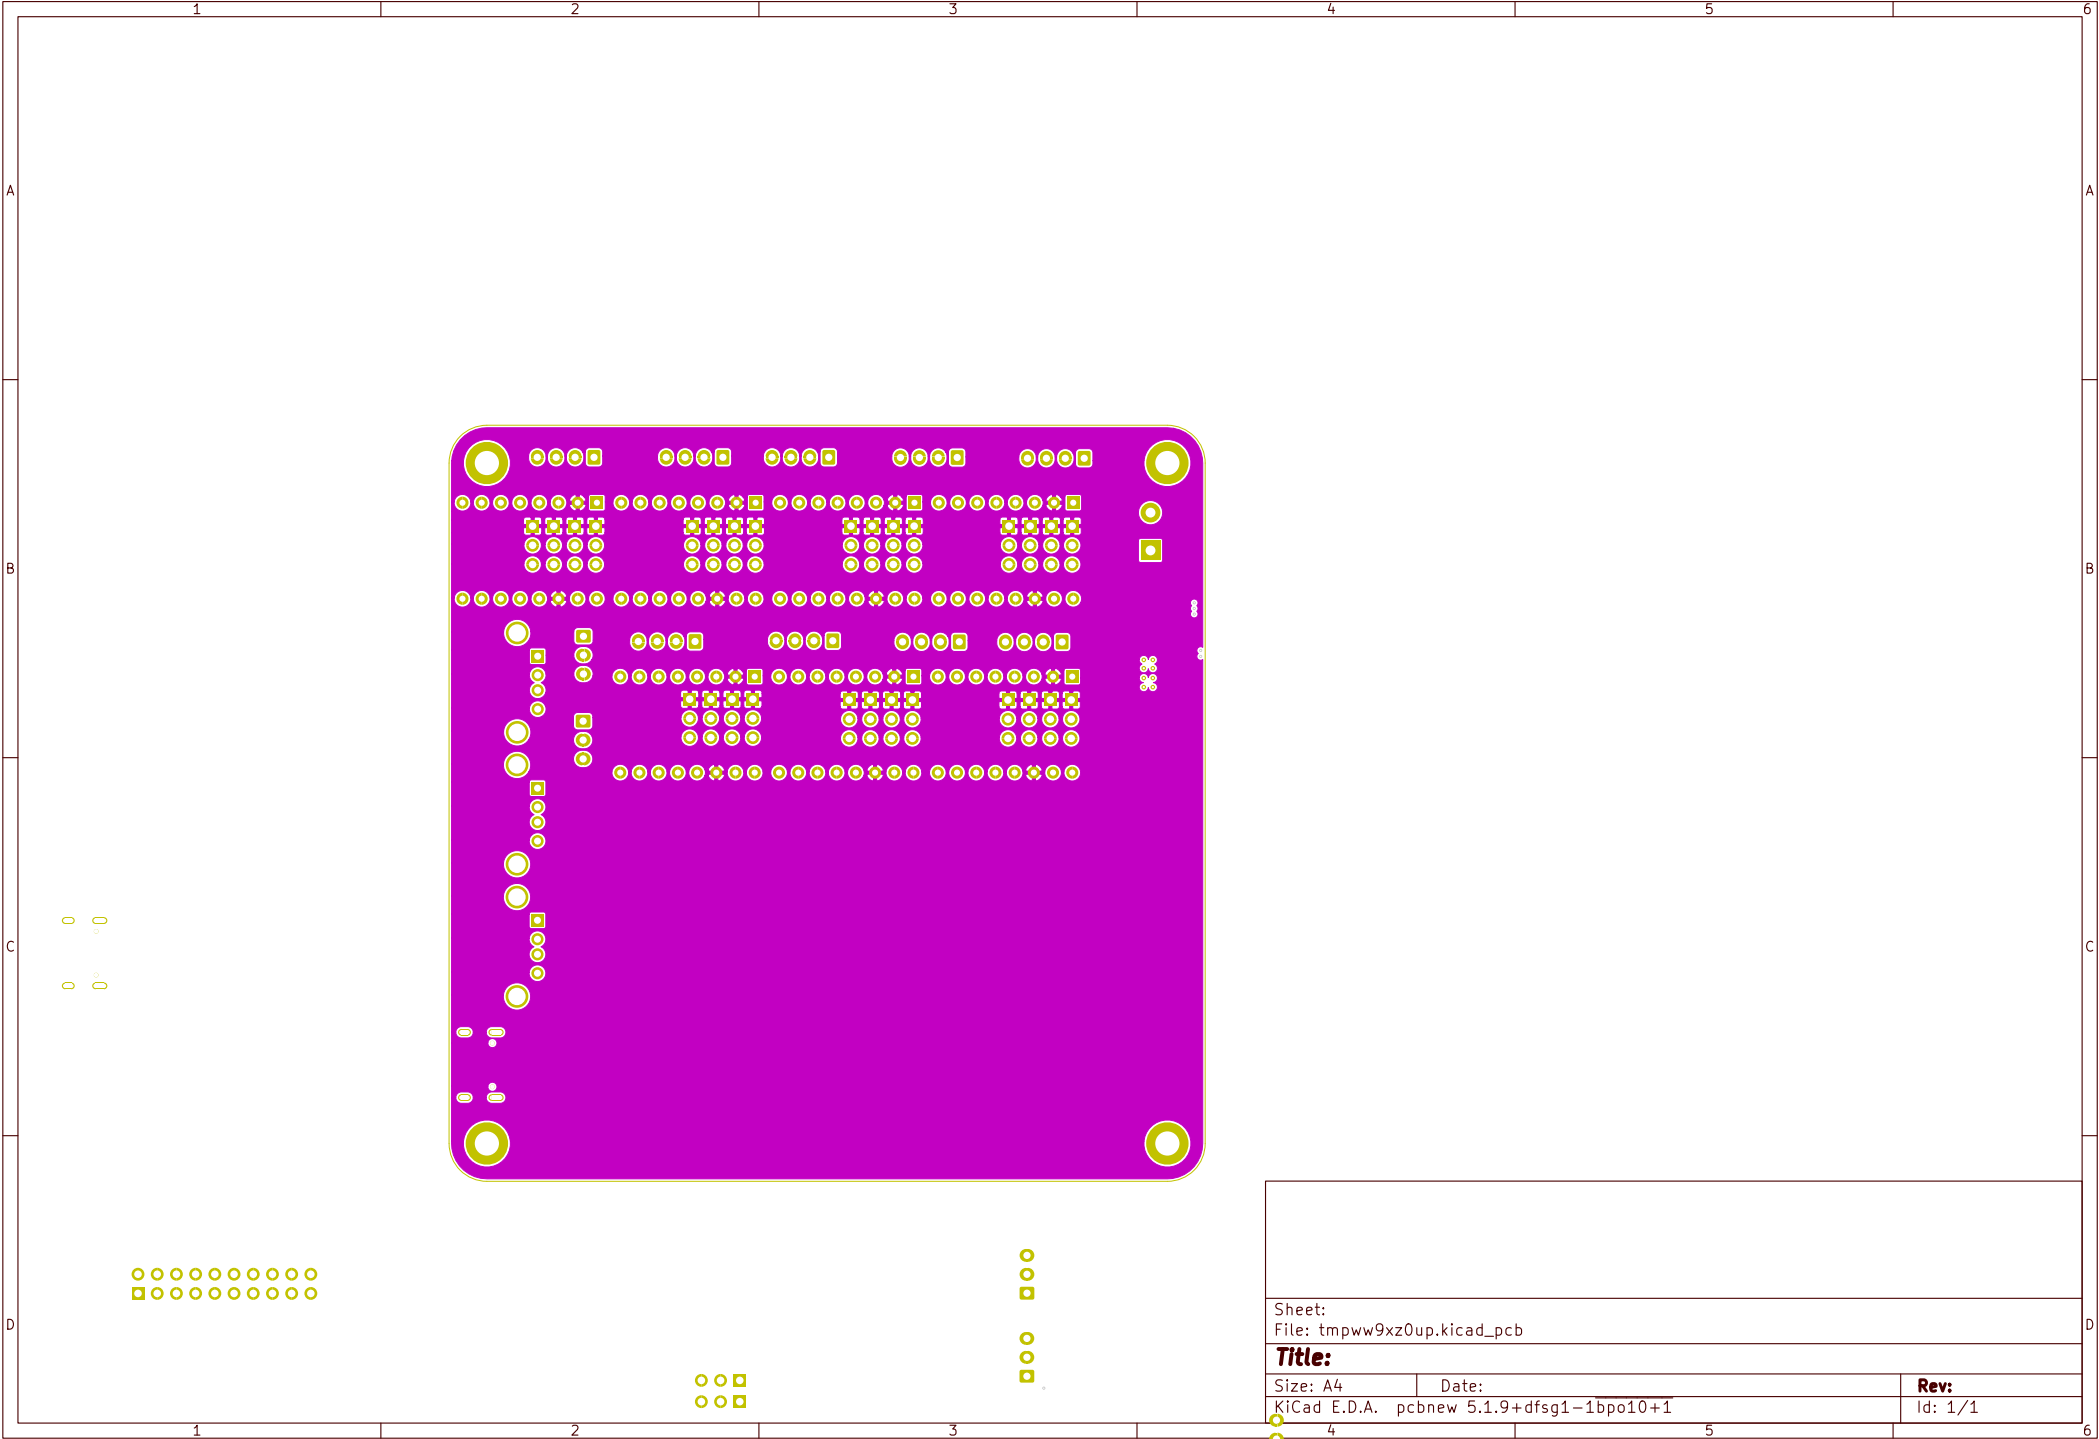 1 2 3 4 5 6
A A
B B
C C
D D
Sheet:
File: tmpww9xz0up.kicad_pcb
Title:
Size: A4 Date: Rev:
KiCad E.D.A. pcbnew 5.1.9+dfsg1-1bpo10+1 Id: 1/1
1 2 3 4 5 6